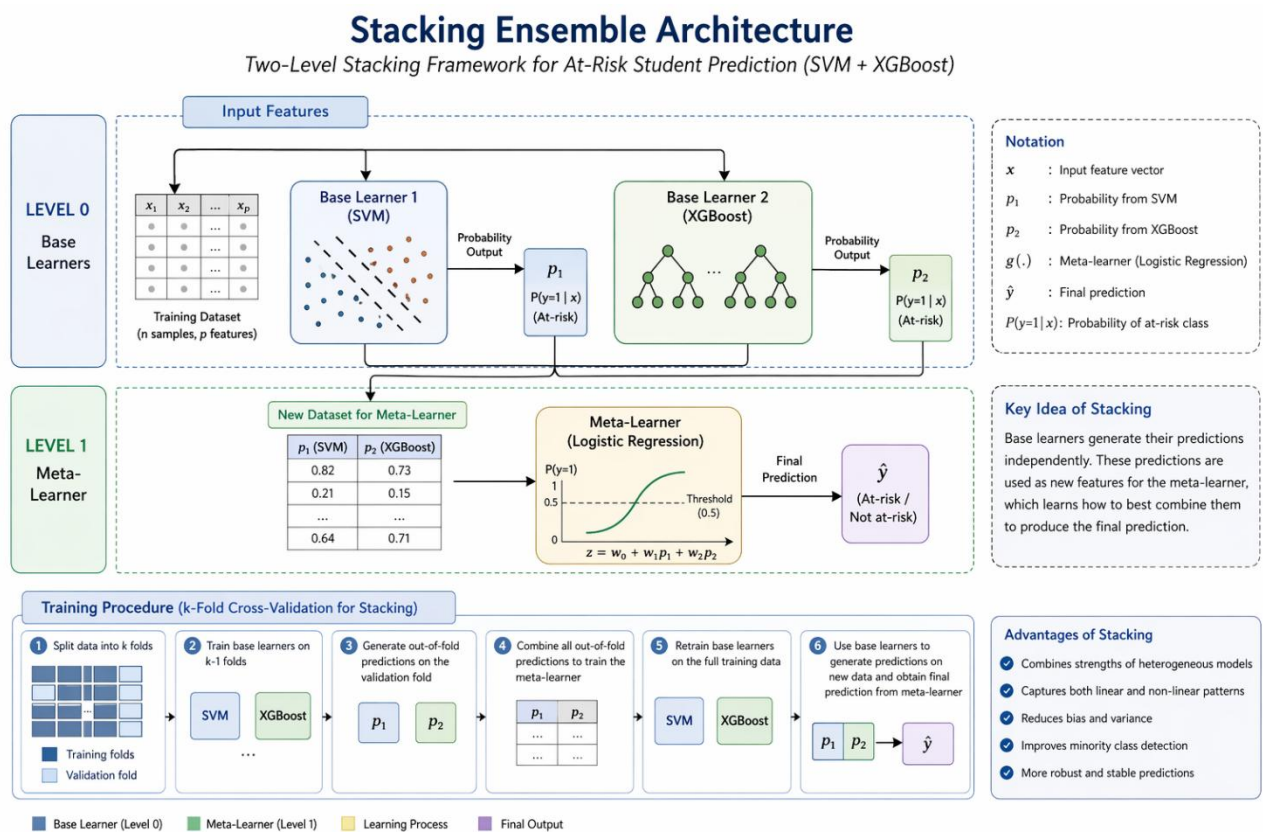 Stacking Ensemble Architecture
Two-Level Stacking Framework for At-Risk Student Prediction (SVM + XGBoost)
Input Features
LEVEL 0
Base
Learners
x₁ x₂ ... xₚ
...
...
...
...
Training Dataset
(n samples, p features)
Base Learner 1
(SVM)
Probability
Output
p₁
P(y=1 | x)
(At-risk)
Base Learner 2
(XGBoost)
...
Probability
Output
p₂
P(y=1 | x)
(At-risk)
Notation
x : Input feature vector
p₁ : Probability from SVM
p₂ : Probability from XGBoost
g(.) : Meta-learner (Logistic Regression)
ŷ : Final prediction
P(y=1|x): Probability of at-risk class
LEVEL 1
Meta-
Learner
New Dataset for Meta-Learner
p₁ (SVM) p₂ (XGBoost)
0.82 0.73
0.21 0.15
... ...
0.64 0.71
Meta-Learner
(Logistic Regression)
P(y=1)
1
0.5
0
Threshold
(0.5)
z = w₀ + w₁p₁ + w₂p₂
Final
Prediction
ŷ
(At-risk /
Not at-risk)
Key Idea of Stacking
Base learners generate their predictions
independently. These predictions are
used as new features for the meta-learner,
which learns how to best combine them
to produce the final prediction.
Training Procedure (k-Fold Cross-Validation for Stacking)
1 Split data into k folds
...
Training folds
Validation fold
2 Train base learners on
k-1 folds
SVM XGBoost
...
3 Generate out-of-fold
predictions on the
validation fold
p₁ p₂
4 Combine all out-of-fold
predictions to train the
meta-learner
p₁ p₂
... ...
... ...
5 Retrain base learners
on the full training data
SVM XGBoost
6 Use base learners to
generate predictions on
new data and obtain final
prediction from meta-learner
p₁ p₂ ŷ
Advantages of Stacking
Combines strengths of heterogeneous models
Captures both linear and non-linear patterns
Reduces bias and variance
Improves minority class detection
More robust and stable predictions
Base Learner (Level 0) Meta-Learner (Level 1) Learning Process Final Output